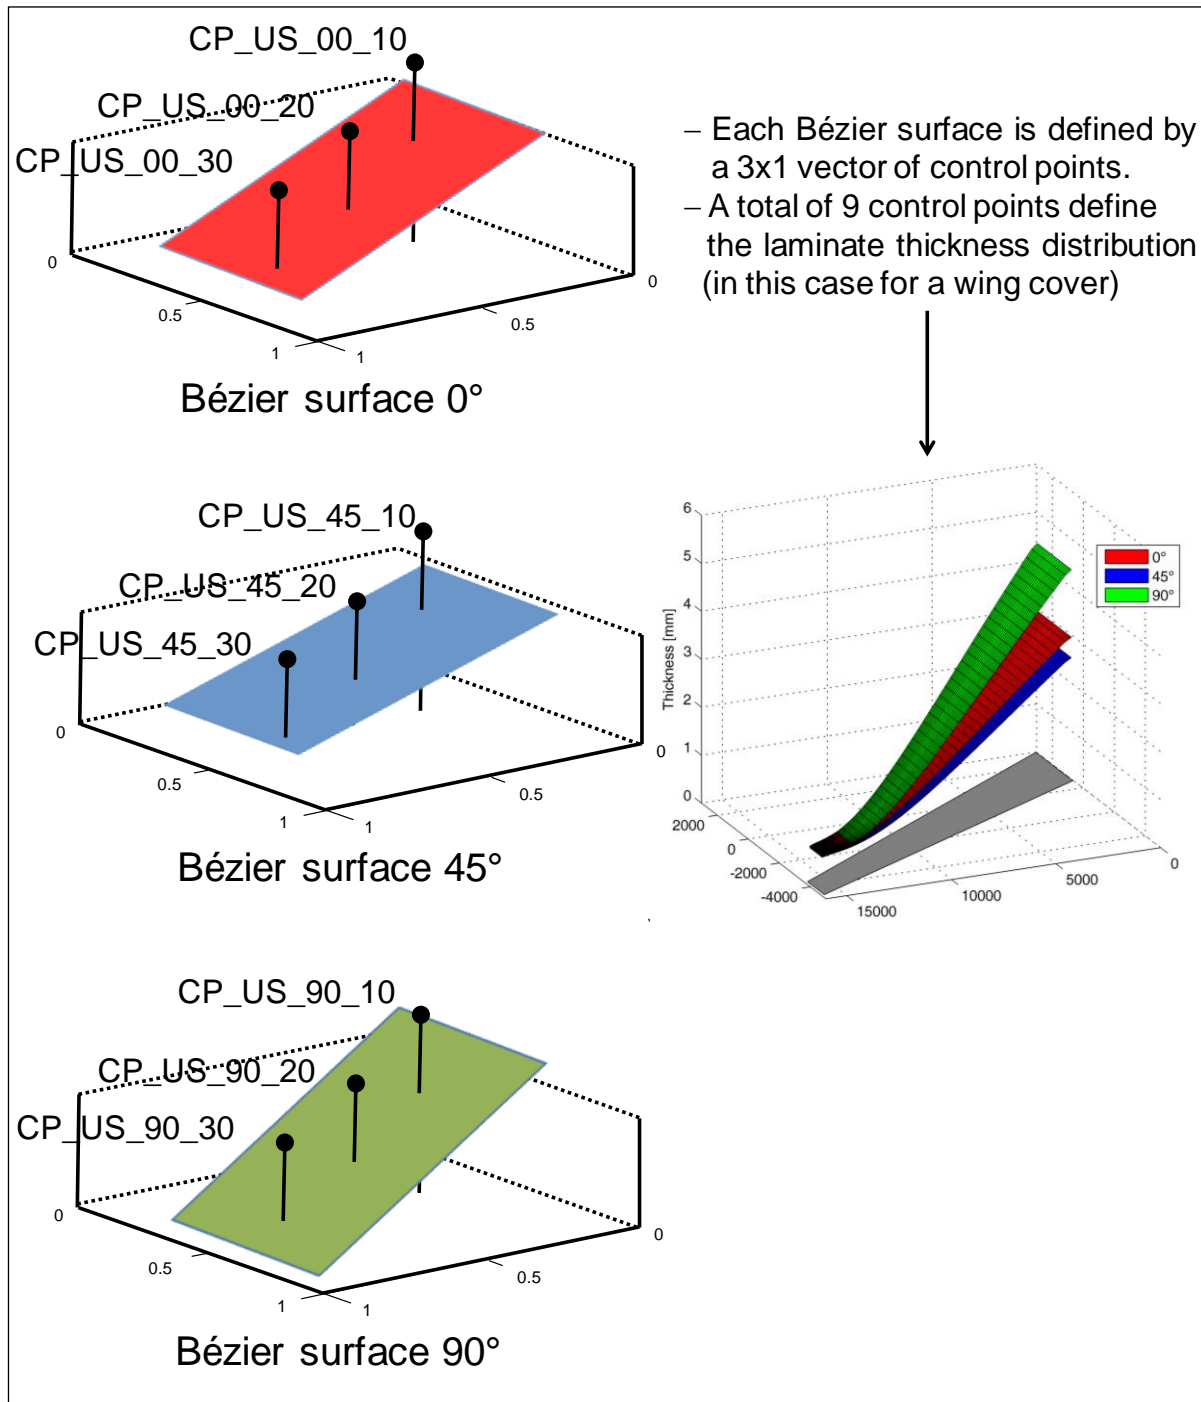 CP_US_00_10
CP_US_00_20
CP_US_00_30
0
0.5
1
1
0.5
0
Bézier surface 0°
– Each Bézier surface is defined by
a 3x1 vector of control points.
– A total of 9 control points define
the laminate thickness distribution
(in this case for a wing cover)
CP_US_45_10
CP_US_45_20
CP_US_45_30
0
0.5
1
1
0.5
0
Bézier surface 45°
6
5
4
3
2
1
0
Thickness [mm]
2000
0
-2000
-4000
15000
10000
5000
0
0°
45°
90°
CP_US_90_10
CP_US_90_20
CP_US_90_30
0
0.5
1
1
0.5
0
Bézier surface 90°